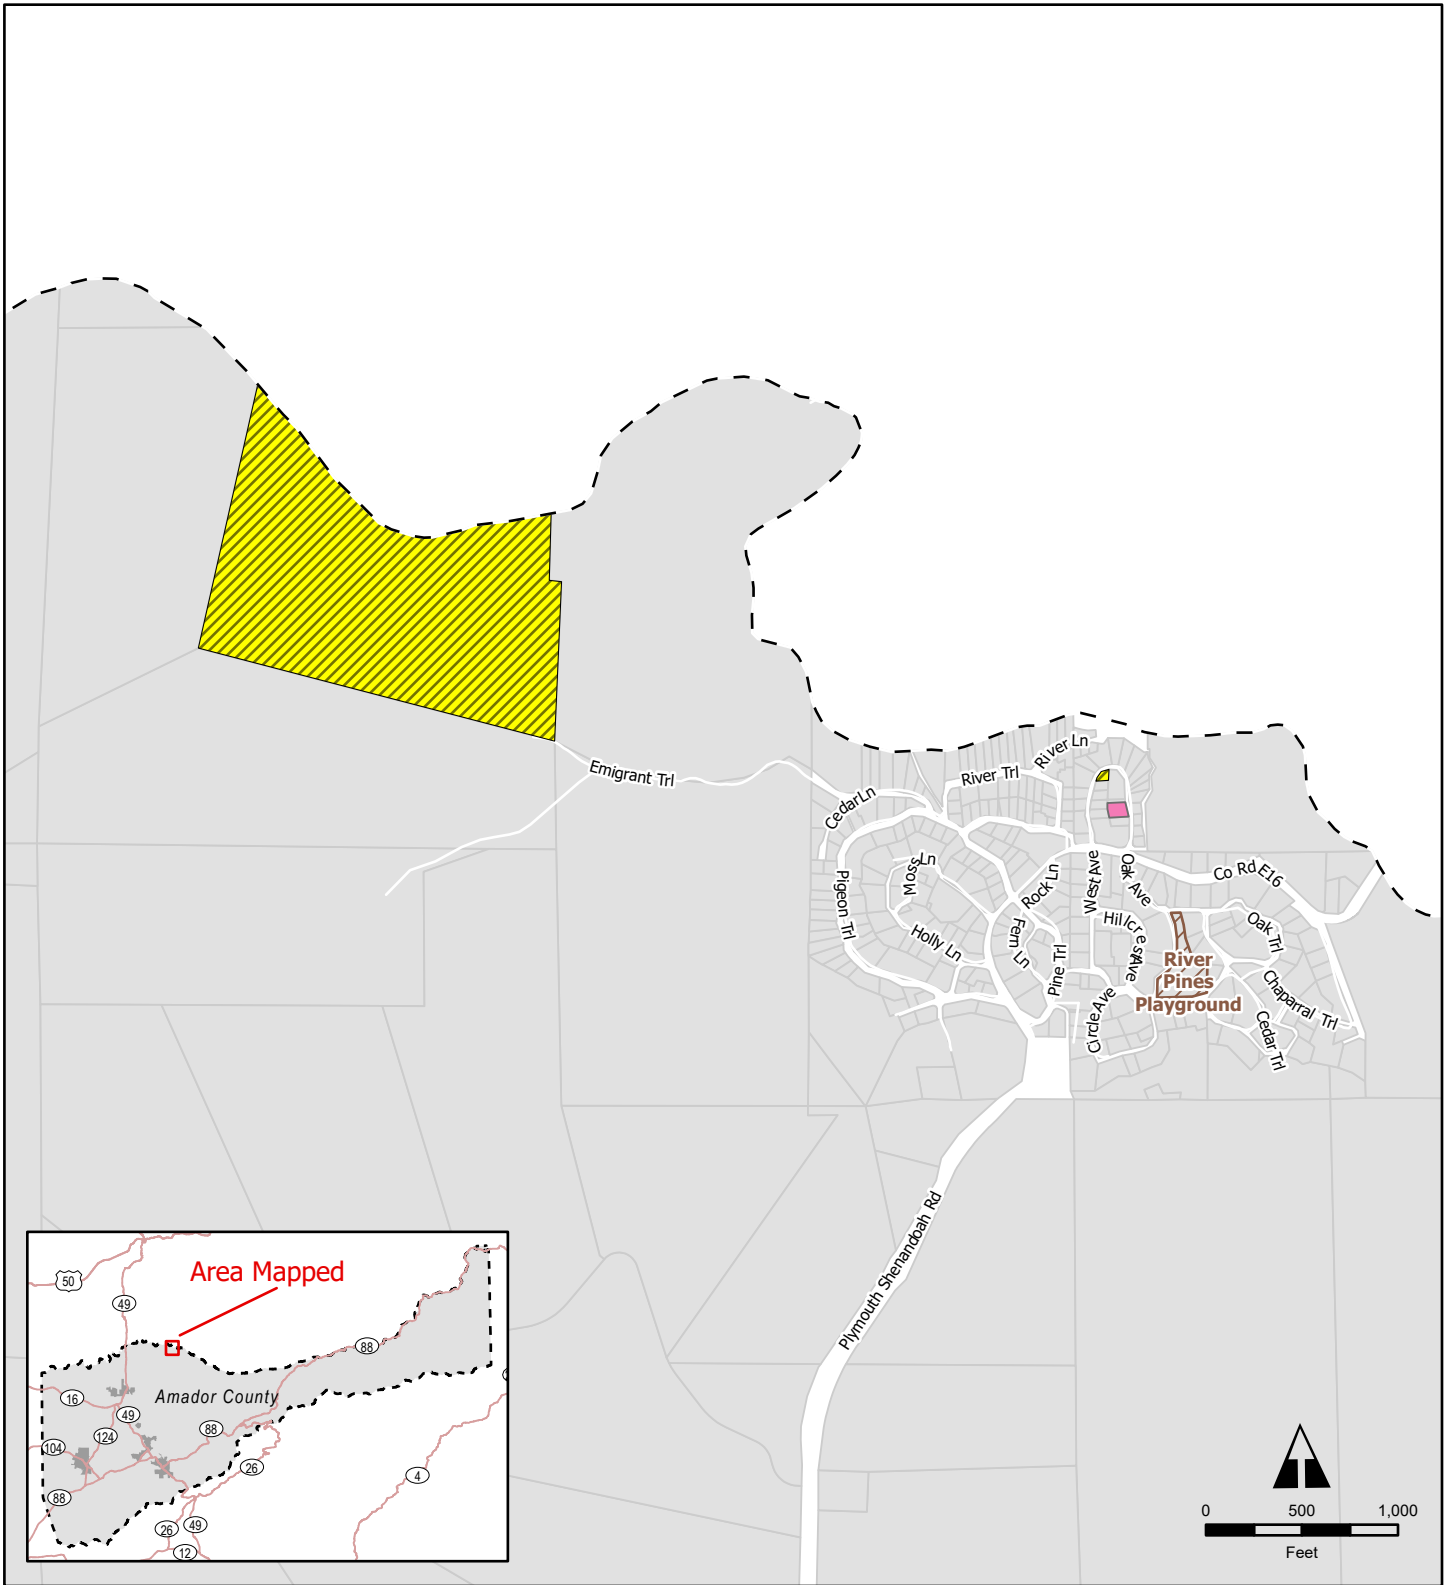 River Ln
River Trl
Emigrant Trl
Cedar Ln
Moss Ln
Rock Ln
West Ave
Oak Ave
Co Rd E16
Pigeon Trl
Holly Ln
Fern Ln
Pine Trl
Hillcrest Ave
Oak Trl
River
Pines
Playground
Chaparral Trl
Circle Ave
Cedar Trl
Plymouth Shenandoah Rd
Area Mapped
50
49
88
16
Amador County
49
88
124
104
26
4
88
26
49
12
0 500 1,000
Feet